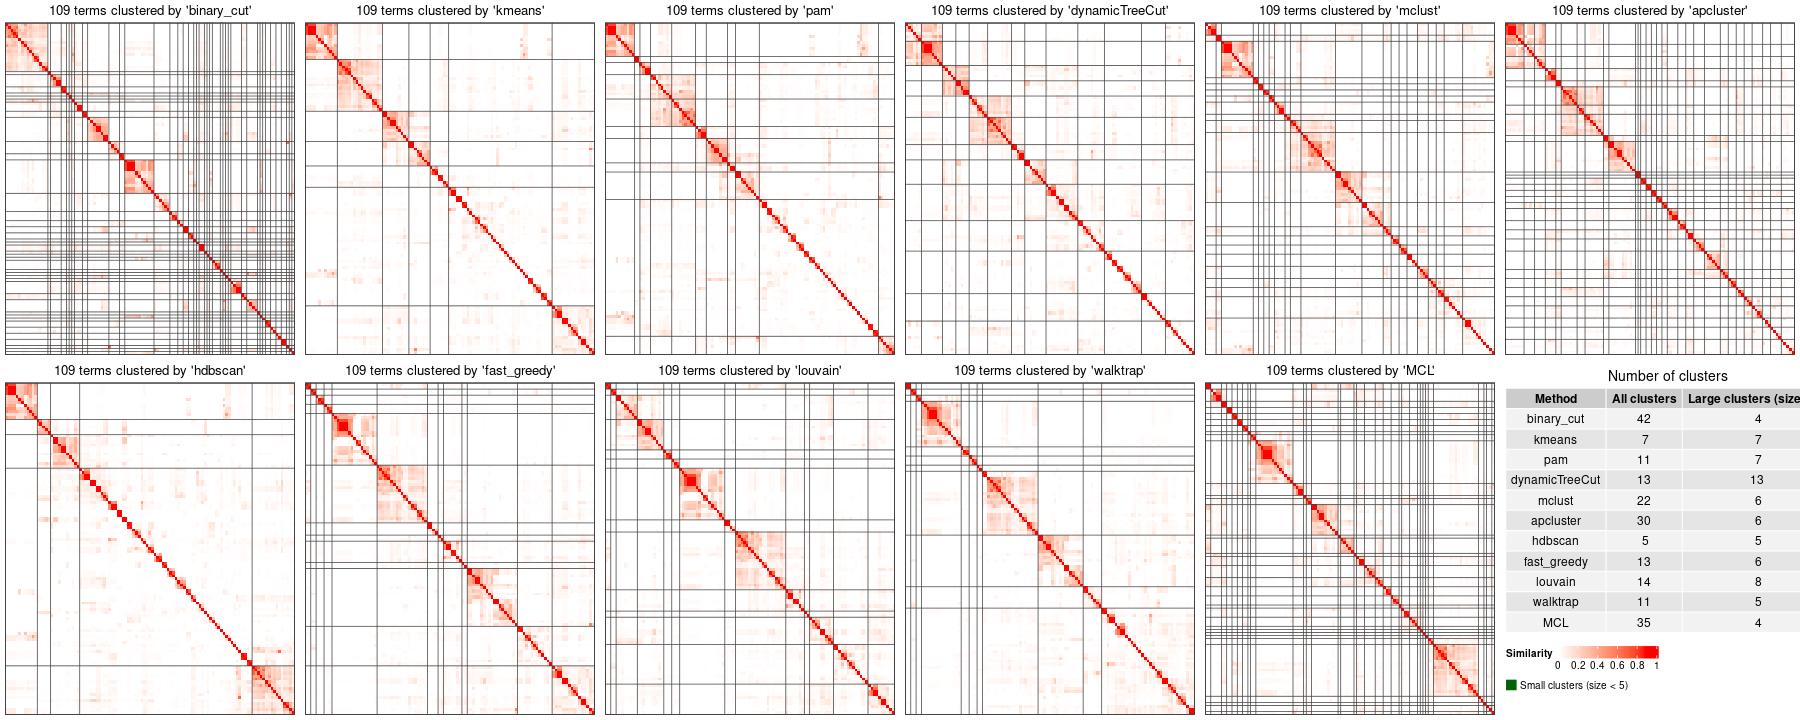 109 terms clustered by 'binary_cut'
109 terms clustered by 'kmeans'
109 terms clustered by 'pam'
109 terms clustered by 'dynamicTreeCut'
109 terms clustered by 'mclust'
109 terms clustered by 'apcluster'
109 terms clustered by 'hdbscan'
109 terms clustered by 'fast_greedy'
109 terms clustered by 'louvain'
109 terms clustered by 'walktrap'
109 terms clustered by 'MCL'
Number of clusters
Method All clusters Large clusters (size
binary_cut 42 4
kmeans 7 7
pam 11 7
dynamicTreeCut 13 13
mclust 22 6
apcluster 30 6
hdbscan 5 5
fast_greedy 13 6
louvain 14 8
walktrap 11 5
MCL 35 4
Similarity
0 0.2 0.4 0.6 0.8 1
Small clusters (size < 5)